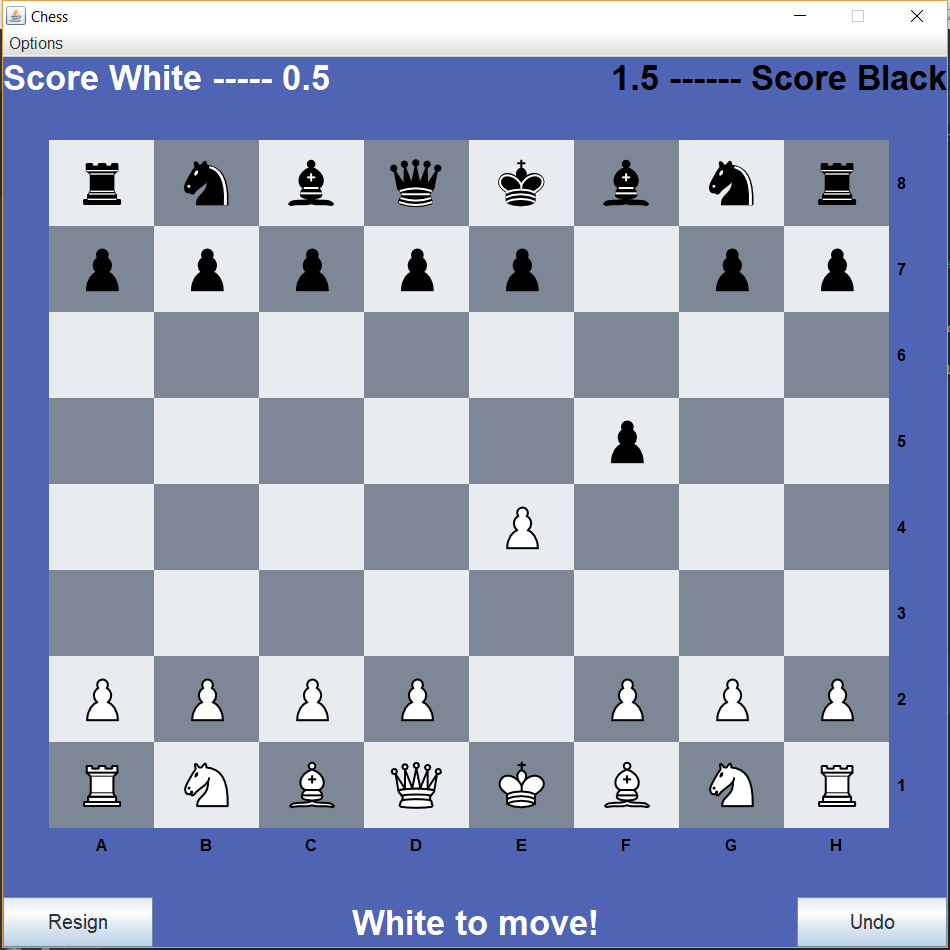 Chess
Options
Score White ----- 0.5
1.5 ------ Score Black
8
7
6
5
4
3
2
1
A B C D E F G H
Resign
White to move!
Undo